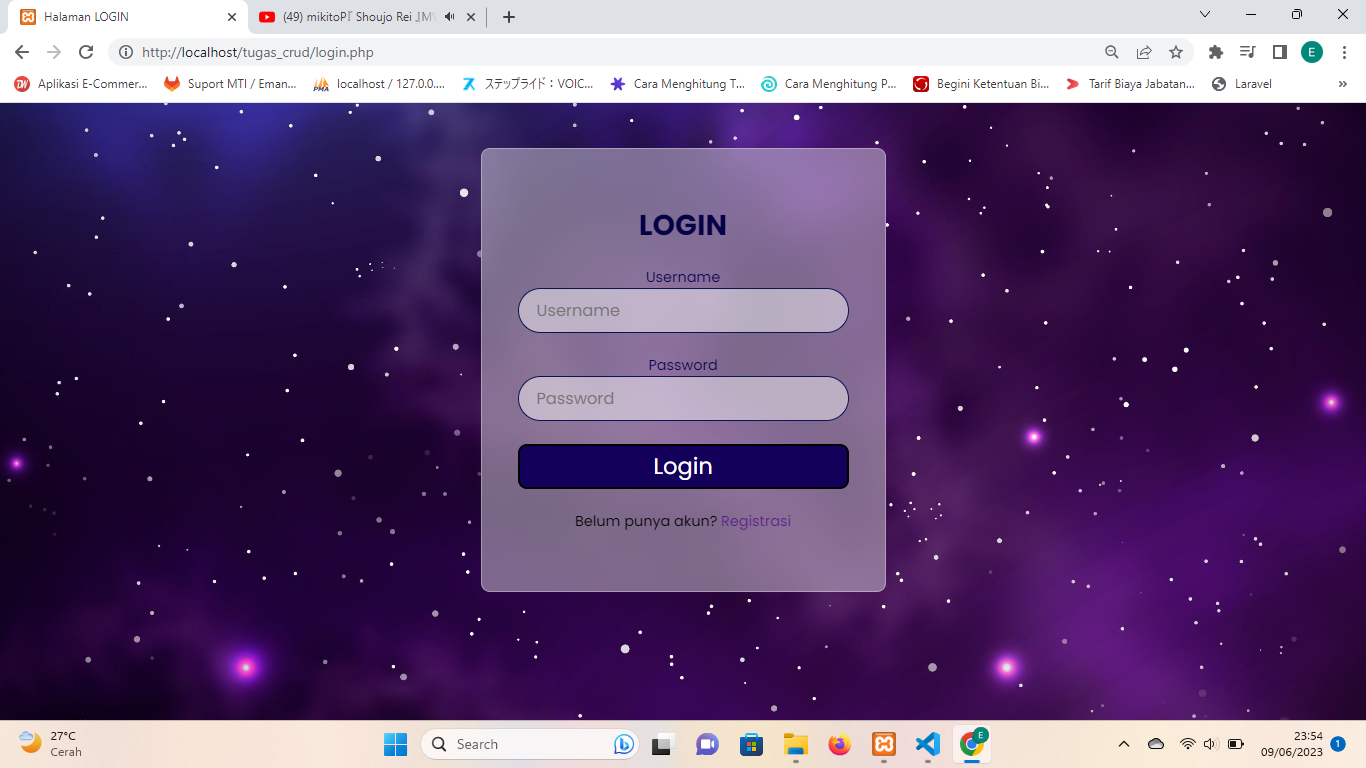 Halaman LOGIN
(49) mikitoP『 Shoujo Rei 』M
http://localhost/tugas_crud/login.php
E
Aplikasi E-Commer...
Suport MTI / Eman...
localhost / 127.0.0....
ステップライド：VOIC...
Cara Menghitung T...
Cara Menghitung P...
Begini Ketentuan Bi...
Tarif Biaya Jabatan...
Laravel
»
LOGIN
Username
Username
Password
Password
Login
Belum punya akun? Registrasi
27°C
Cerah
Search
E
23:54
09/06/2023
1